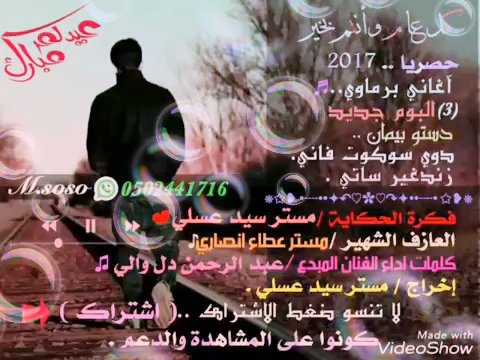 كل عام وأنتم بخير
عيدكم
مبارك
حصريا .. 2017
آغاني برماوي..🎵
(3) البوم جديد
دستو بيمان ..
دوي سوكوت فاني.
زندغير ساتي .
M.soso 0502441716
فكرة الحكاية / مستر سيد عسلي❤
العازف الشهير / مستر عطاء انصاري♪
كلمات اداء الفنان المبدع / عبد الرحمن دل والي 🎵
إخراج / مستر سيد عسلي .
لا تنسو ضغط الاشتراك ..( اشتراك )
كونوا على المشاهدة والدعم .
Made with
VideoShow